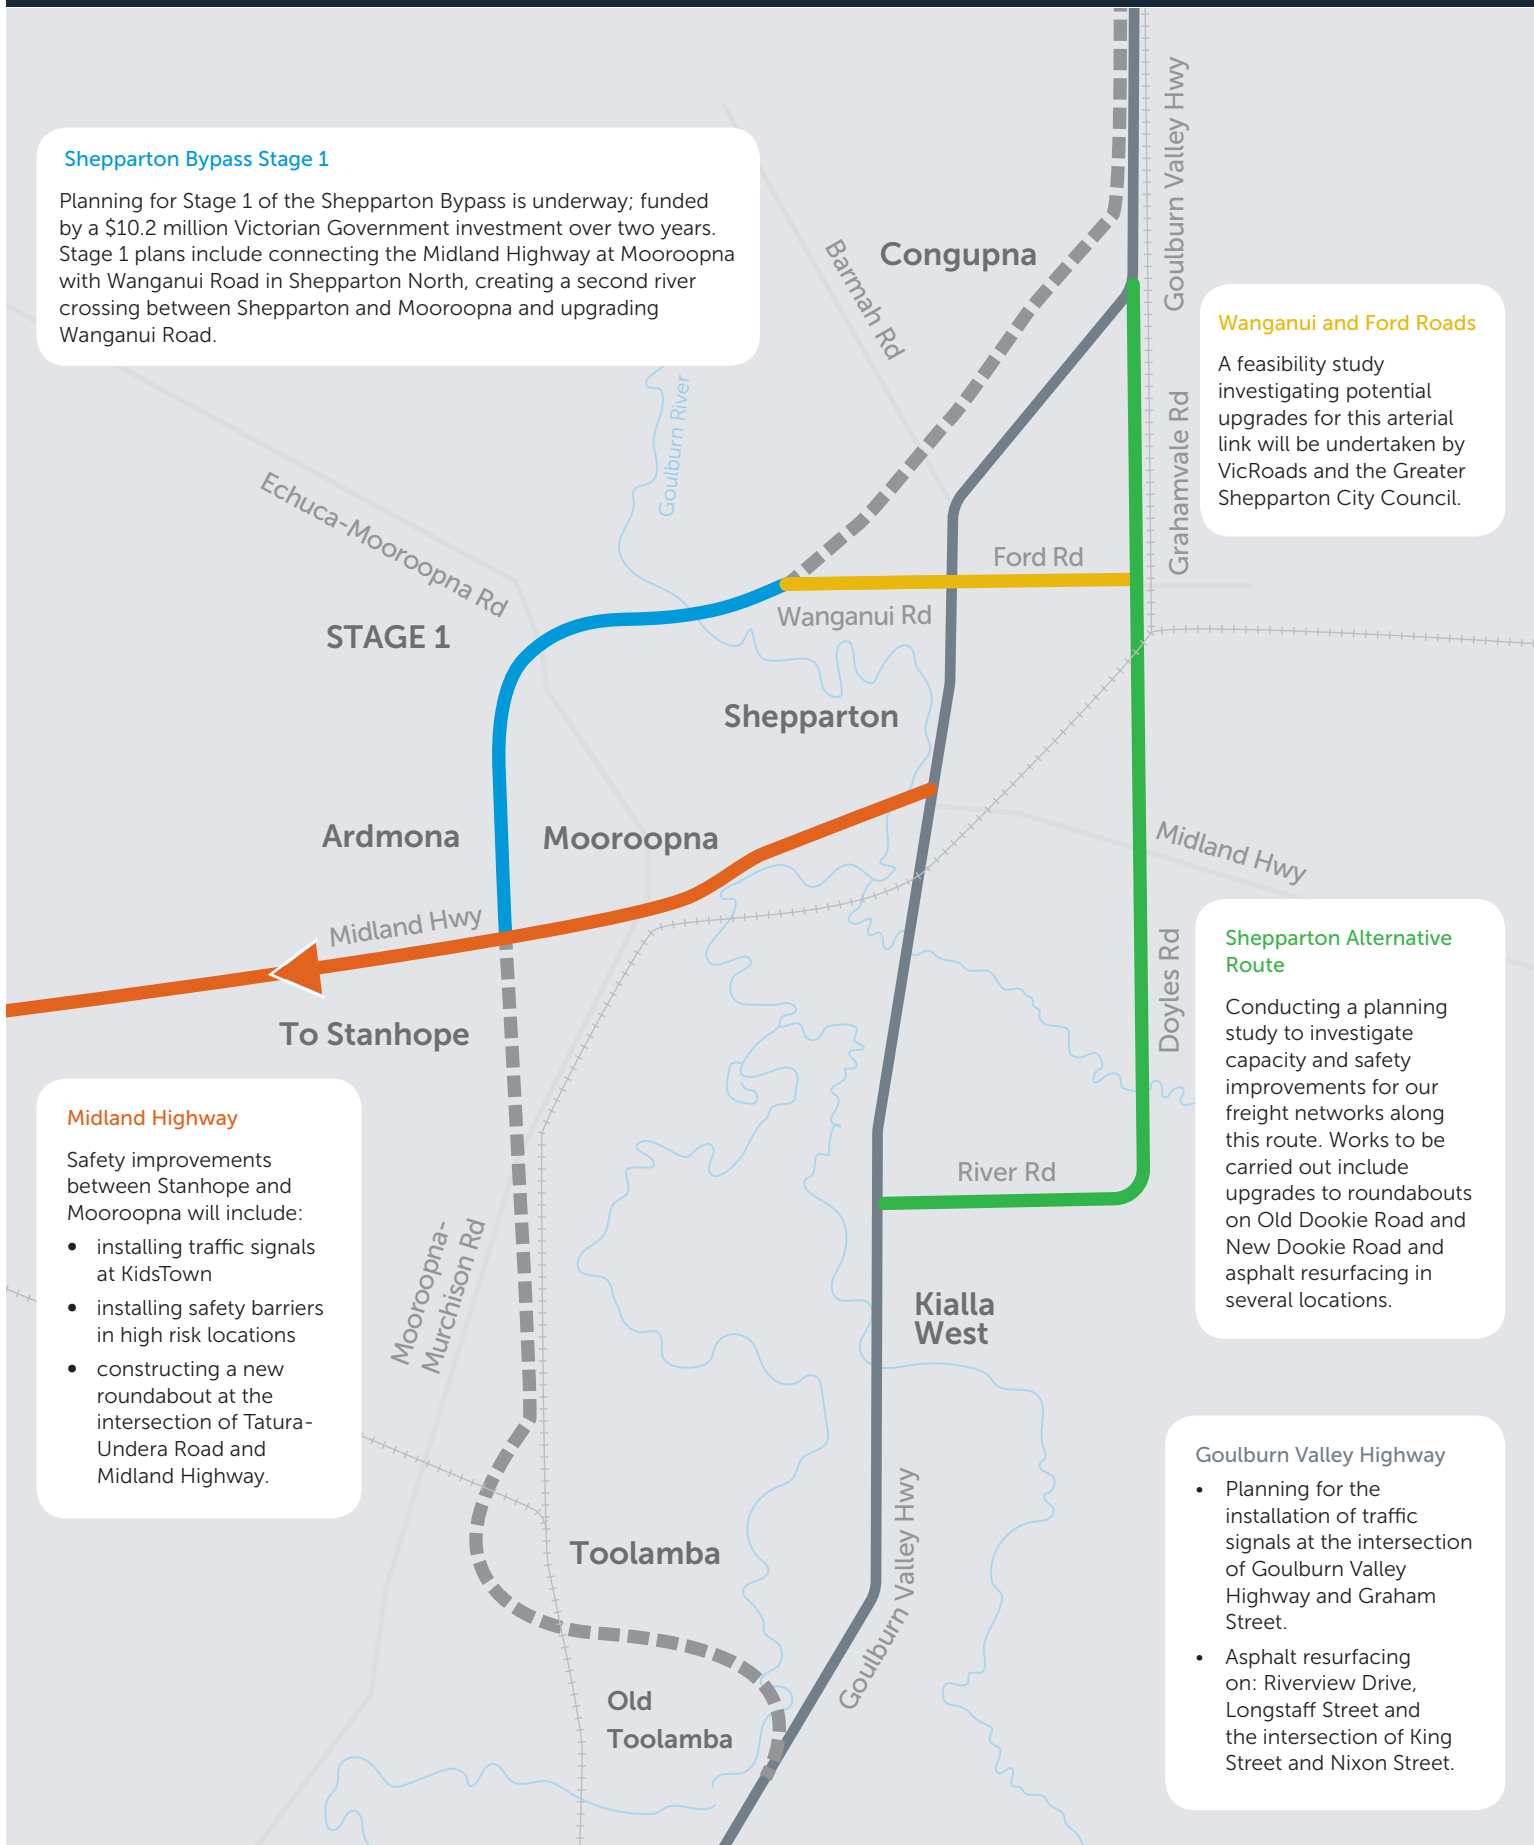 Shepparton Bypass Stage 1
Planning for Stage 1 of the Shepparton Bypass is underway; funded
by a $10.2 million Victorian Government investment over two years.
Stage 1 plans include connecting the Midland Highway at Mooroopna
with Wanganui Road in Shepparton North, creating a second river
crossing between Shepparton and Mooroopna and upgrading
Wanganui Road.
Goulburn Valley Hwy
Congupna
Barmah Rd
Wanganui and Ford Roads
A feasibility study
investigating potential
upgrades for this arterial
link will be undertaken by
VicRoads and the Greater
Shepparton City Council.
Goulburn River
Grahamvale Rd
Echuca-Mooroopna Rd
Ford Rd
Wanganui Rd
STAGE 1
Shepparton
Ardmona
Mooroopna
Midland Hwy
Midland Hwy
To Stanhope
Doyles Rd
Shepparton Alternative
Route
Conducting a planning
study to investigate
capacity and safety
improvements for our
freight networks along
this route. Works to be
carried out include
upgrades to roundabouts
on Old Dookie Road and
New Dookie Road and
asphalt resurfacing in
several locations.
Midland Highway
Safety improvements
between Stanhope and
Mooroopna will include:
• installing traffic signals
at KidsTown
• installing safety barriers
in high risk locations
• constructing a new
roundabout at the
intersection of Tatura-
Undera Road and
Midland Highway.
River Rd
Mooroopna-
Murchison Rd
Kialla
West
Goulburn Valley Highway
• Planning for the
installation of traffic
signals at the intersection
of Goulburn Valley
Highway and Graham
Street.
• Asphalt resurfacing
on: Riverview Drive,
Longstaff Street and
the intersection of King
Street and Nixon Street.
Toolamba
Goulburn Valley Hwy
Old
Toolamba